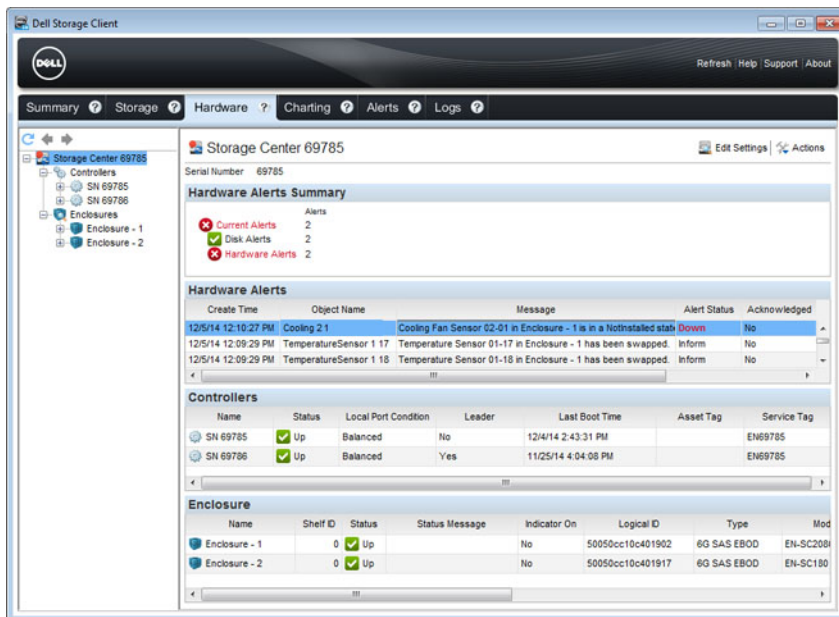 Dell Storage Client
DELL
Refresh Help Support About
Summary ? Storage ? Hardware ? Charting ? Alerts ? Logs ?
Storage Center 69785
Controllers
SN 69785
SN 69786
Enclosures
Enclosure - 1
Enclosure - 2
Storage Center 69785
Edit Settings Actions
Serial Number 69785
Hardware Alerts Summary
Alerts
Current Alerts 2
Disk Alerts 2
Hardware Alerts 2
Hardware Alerts
Create Time Object Name Message Alert Status Acknowledged
12/5/14 12:10:27 PM Cooling 2 1 Cooling Fan Sensor 02-01 in Enclosure - 1 is in a NotInstalled stat Down No
12/5/14 12:09:29 PM TemperatureSensor 1 17 Temperature Sensor 01-17 in Enclosure - 1 has been swapped. Inform No
12/5/14 12:09:29 PM TemperatureSensor 1 18 Temperature Sensor 01-18 in Enclosure - 1 has been swapped. Inform No
Controllers
Name Status Local Port Condition Leader Last Boot Time Asset Tag Service Tag
SN 69785 Up Balanced No 12/4/14 2:43:31 PM EN69785
SN 69786 Up Balanced Yes 11/25/14 4:04:08 PM EN69785
Enclosure
Name Shelf ID Status Status Message Indicator On Logical ID Type Mod
Enclosure - 1 0 Up No 50050cc10c401902 6G SAS EBOD EN-SC208
Enclosure - 2 0 Up No 50050cc10c401917 6G SAS EBOD EN-SC180